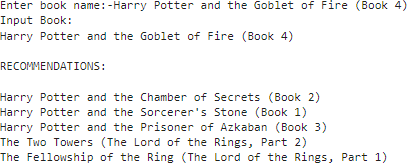 Enter book name:-Harry Potter and the Goblet of Fire (Book 4)
Input Book:
Harry Potter and the Goblet of Fire (Book 4)
RECOMMENDATIONS:
Harry Potter and the Chamber of Secrets (Book 2)
Harry Potter and the Sorcerer's Stone (Book 1)
Harry Potter and the Prisoner of Azkaban (Book 3)
The Two Towers (The Lord of the Rings, Part 2)
The Fellowship of the Ring (The Lord of the Rings, Part 1)